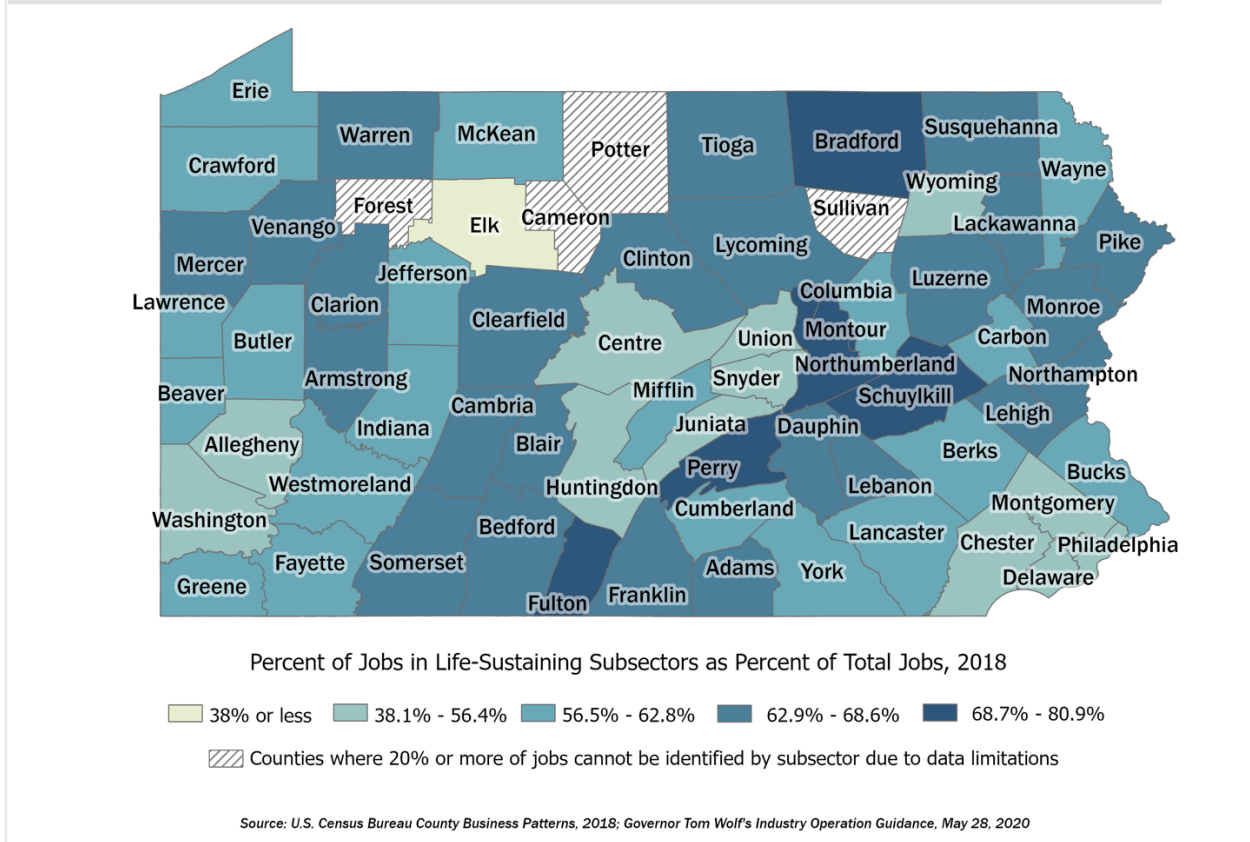 Erie
Warren
McKean
Potter
Tioga
Bradford
Susquehanna
Wayne
Crawford
Wyoming
Forest
Cameron
Sullivan
Venango
Elk
Lackawanna
Pike
Mercer
Jefferson
Clinton
Lycoming
Luzerne
Lawrence
Clarion
Clearfield
Columbia
Monroe
Butler
Centre
Union
Montour
Carbon
Armstrong
Beaver
Mifflin
Snyder
Northumberland
Northampton
Cambria
Schuylkill
Indiana
Juniata
Dauphin
Lehigh
Allegheny
Blair
Berks
Westmoreland
Huntingdon
Perry
Lebanon
Bucks
Washington
Bedford
Cumberland
Montgomery
Fayette
Somerset
Lancaster
Chester
Philadelphia
Greene
Fulton
Franklin
Adams
York
Delaware
Percent of Jobs in Life-Sustaining Subsectors as Percent of Total Jobs, 2018
38% or less 38.1% - 56.4% 56.5% - 62.8% 62.9% - 68.6% 68.7% - 80.9%
Counties where 20% or more of jobs cannot be identified by subsector due to data limitations
Source: U.S. Census Bureau County Business Patterns, 2018; Governor Tom Wolf's Industry Operation Guidance, May 28, 2020